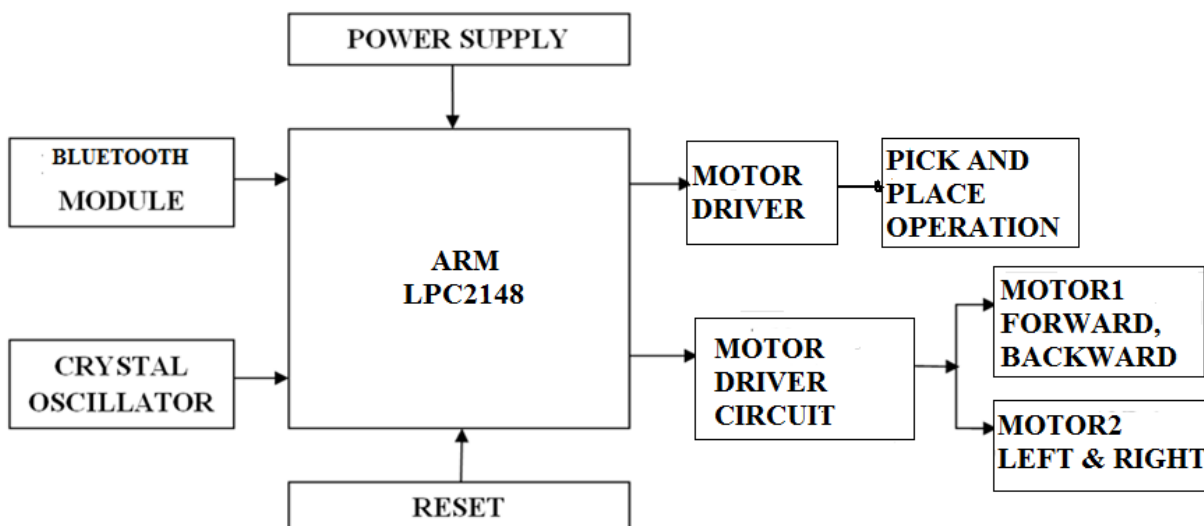 POWER SUPPLY
BLUETOOTH
MODULE
ARM
LPC2148
MOTOR
DRIVER
PICK AND
PLACE
OPERATION
CRYSTAL
OSCILLATOR
MOTOR
DRIVER
CIRCUIT
MOTOR1
FORWARD,
BACKWARD
MOTOR2
LEFT & RIGHT
RESET